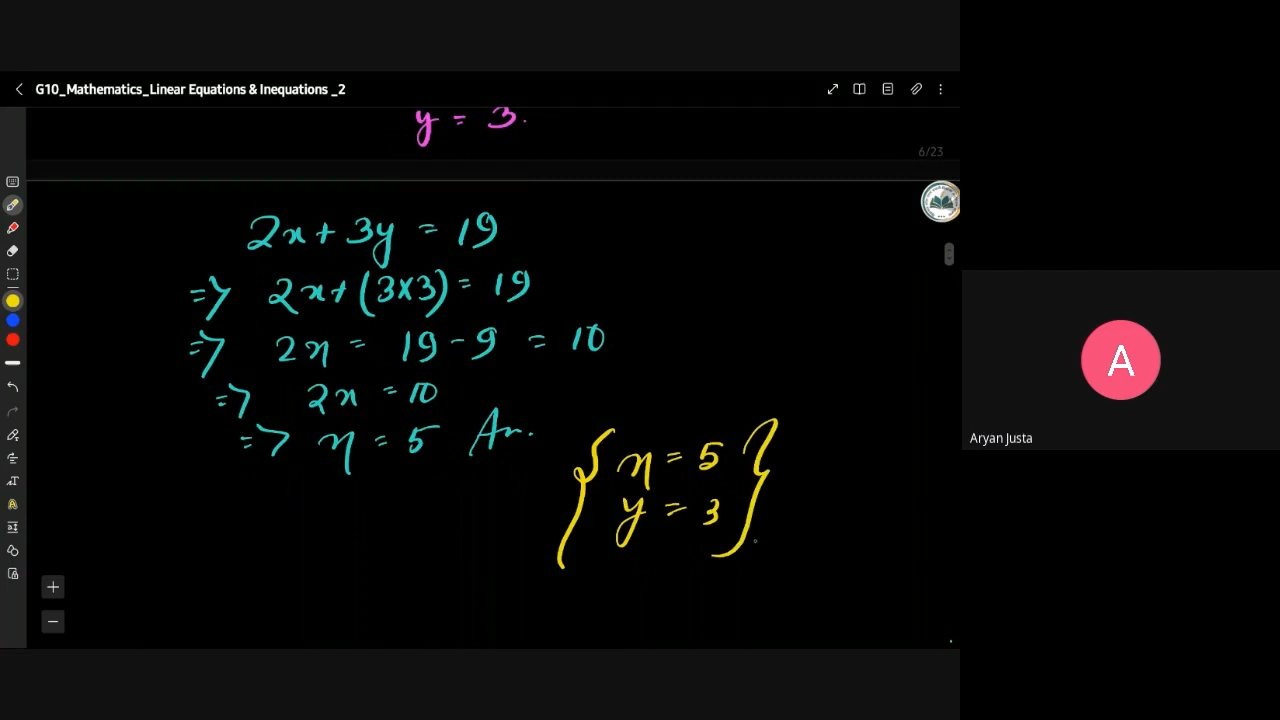 G10_Mathematics_Linear Equations & Inequations _2
y = 3.
6/23
2x + 3y = 19
=> 2x + (3x3) = 19
=> 2x = 19 - 9 = 10
=> 2x = 10
=> x = 5 An.
{ x = 5
y = 3 }
A
Aryan Justa